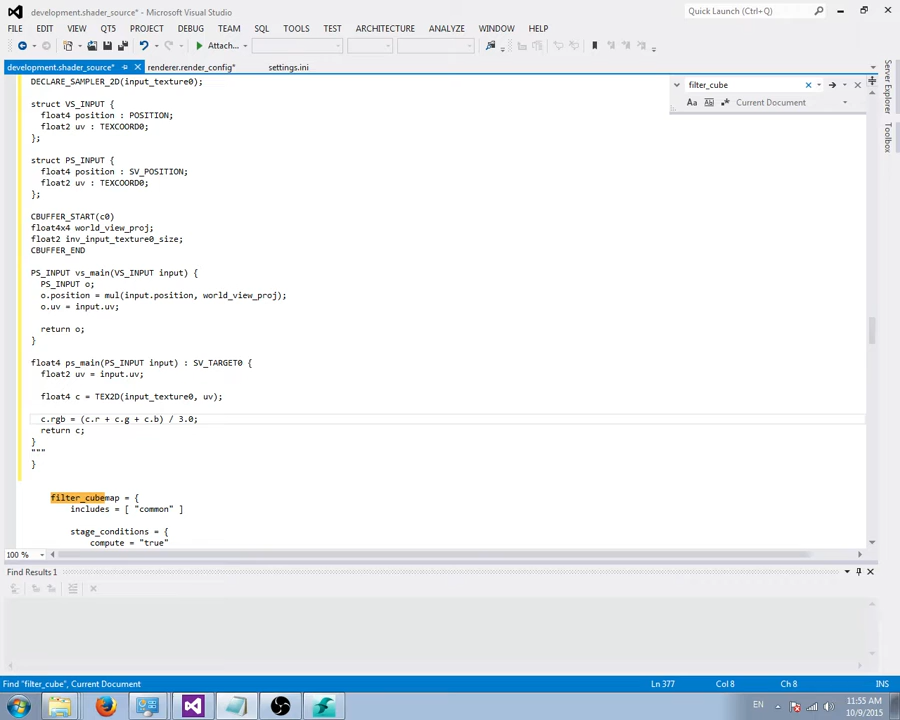 development.shader_source* - Microsoft Visual Studio
Quick Launch (Ctrl+Q)
FILE EDIT VIEW QT5 PROJECT DEBUG TEAM SQL TOOLS TEST ARCHITECTURE ANALYZE WINDOW HELP
Attach...
development.shader_source* renderer.render_config* settings.ini
filter_cube
Aa Current Document
Server Explorer
Toolbox
DECLARE_SAMPLER_2D(input_texture0);
struct VS_INPUT {
float4 position : POSITION;
float2 uv : TEXCOORD0;
};
struct PS_INPUT {
float4 position : SV_POSITION;
float2 uv : TEXCOORD0;
};
CBUFFER_START(c0)
float4x4 world_view_proj;
float2 inv_input_texture0_size;
CBUFFER_END
PS_INPUT vs_main(VS_INPUT input) {
PS_INPUT o;
o.position = mul(input.position, world_view_proj);
o.uv = input.uv;
return o;
}
float4 ps_main(PS_INPUT input) : SV_TARGET0 {
float2 uv = input.uv;
float4 c = TEX2D(input_texture0, uv);
c.rgb = (c.r + c.g + c.b) / 3.0;
return c;
}
"""
}
filter_cubemap = {
includes = [ "common" ]
stage_conditions = {
compute = "true"
100 %
Find Results 1
Find "filter_cube", Current Document
Ln 377 Col 8 Ch 8 INS
EN 11:55 AM
10/9/2015